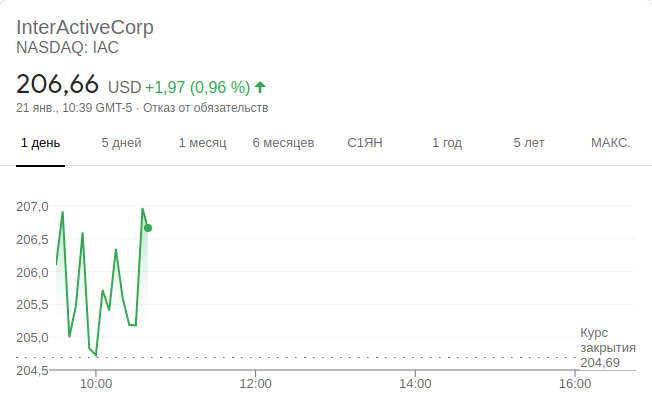 InterActiveCorp
NASDAQ: IAC
206,66 USD +1,97 (0,96 %)
21 янв., 10:39 GMT-5 · Отказ от обязательств
1 день 5 дней 1 месяц 6 месяцев С1ЯН 1 год 5 лет МАКС.
207,0
206,5
206,0
205,5
205,0
204,5
Курс
закрытия
204,69
10:00 12:00 14:00 16:00